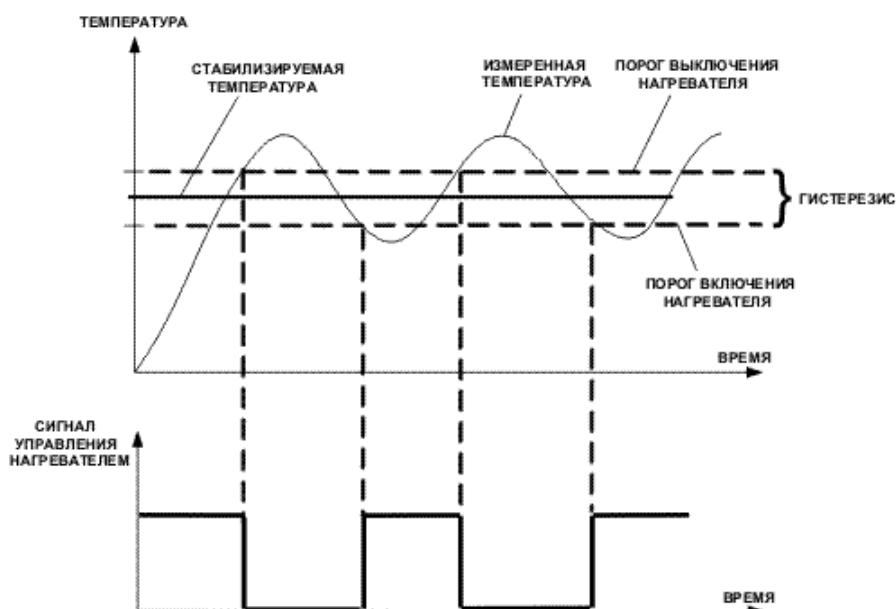 ТЕМПЕРАТУРА
СТАБИЛИЗИРУЕМАЯ
ТЕМПЕРАТУРА
ИЗМЕРЕННАЯ
ТЕМПЕРАТУРА
ПОРОГ ВЫКЛЮЧЕНИЯ
НАГРЕВАТЕЛЯ
ГИСТЕРЕЗИС
ПОРОГ ВКЛЮЧЕНИЯ
НАГРЕВАТЕЛЯ
ВРЕМЯ
СИГНАЛ
УПРАВЛЕНИЯ
НАГРЕВАТЕЛЕМ
ВРЕМЯ